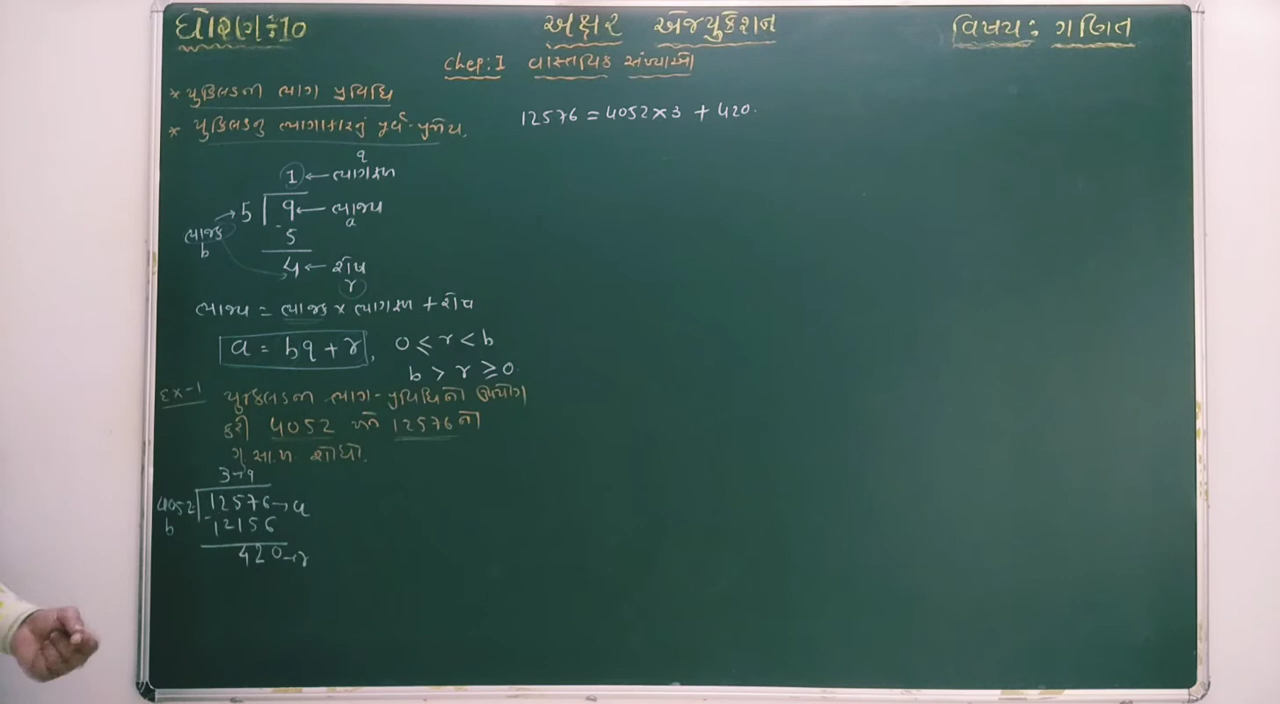 ધોરણ:10
અક્ષર એજ્યુકેશન
વિષય: ગણિત
Chep:1 વાસ્તવિક સંખ્યાઓ
* યુક્લિડની ભાગ પ્રવિધિ
* યુક્લિડનું ભાગાકારનું પૂર્વ-પ્રમેય.
q
1 ← ભાગફળ
5 9 ← ભાજ્ય
a
ભાજક → 
b
- 5
4 ← શેષ
r
ભાજ્ય = ભાજક x ભાગફળ + શેષ
a = bq + r, 0 ≤ r < b
b > r ≥ 0.
Ex-1 યુક્લિડના ભાગ-પ્રવિધિનો ઉપયોગ
કરી 4052 અને 12576નો
ગુ.સા.અ. શોધો.
3→q
4052 12576→a
b
-12156
420→r
12576 = 4052 x 3 + 420.